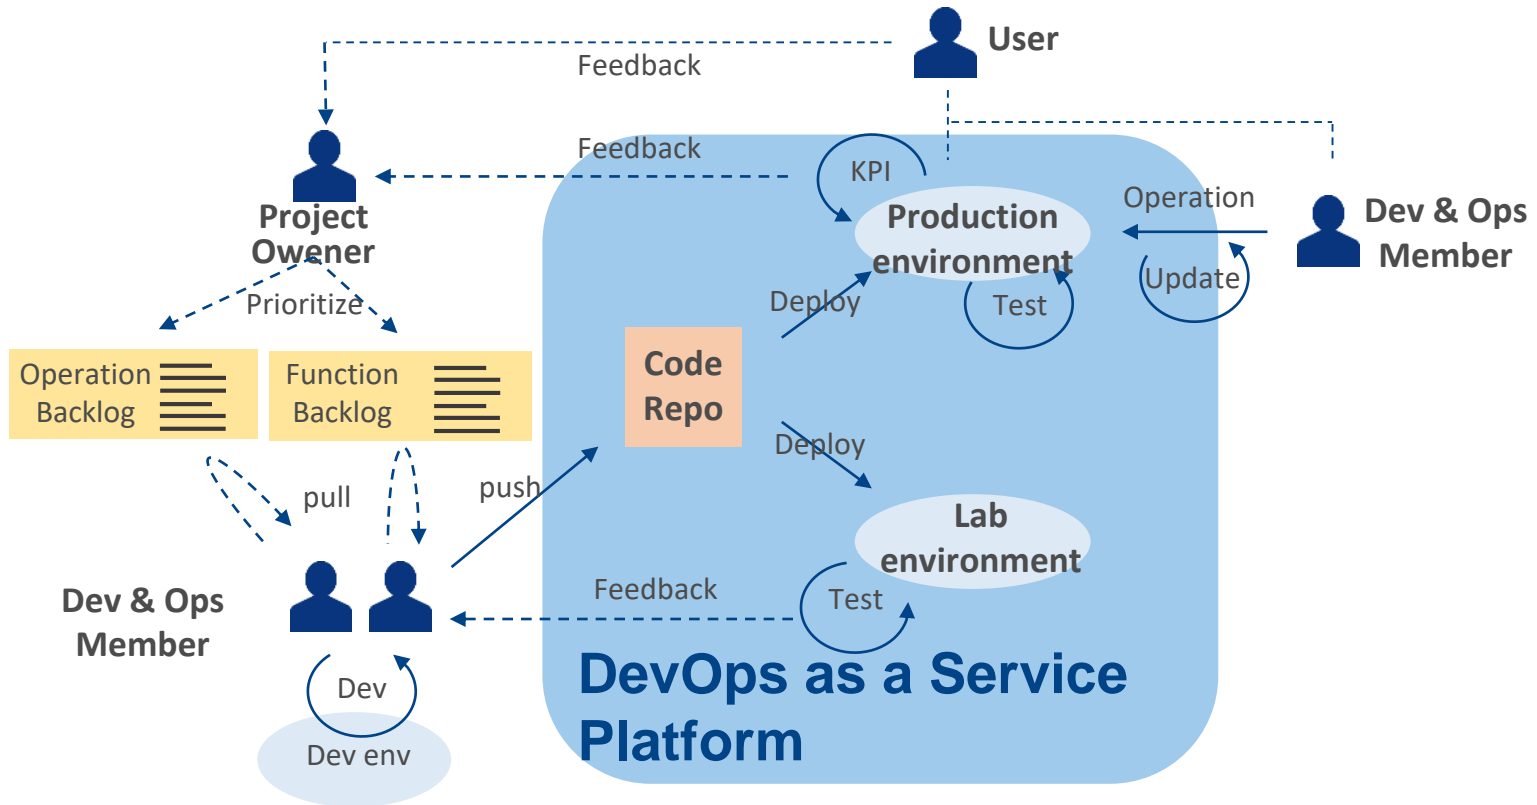 User
Feedback
Feedback
KPI
Project
Owener
Production
environment
Operation
Dev & Ops
Member
Update
Prioritize
Deploy
Test
Operation
Backlog
Function
Backlog
Code
Repo
Deploy
pull
push
Lab
environment
Feedback
Test
Dev & Ops
Member
DevOps as a Service
Platform
Dev
Dev env